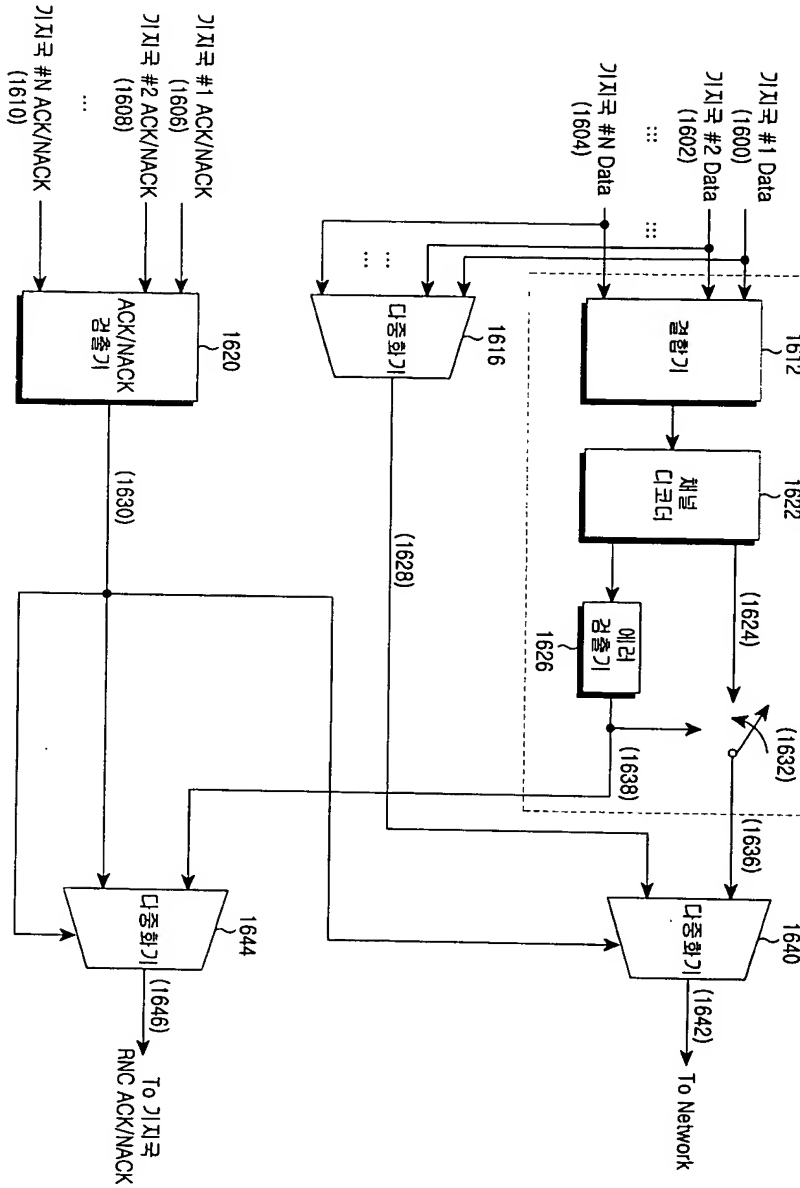 기지국 #1 Data
(1600)
기지국 #2 Data
(1602)
:::
기지국 #N Data
(1604)
:::
1612
결합기
1622
채널
디코더
(1624)
에러
검출기
1626
(1632)
(1638)
(1636)
1640
다중화기
(1642)
To Network
... ...
1616
다중화기
(1628)
기지국 #1 ACK/NACK
(1606)
기지국 #2 ACK/NACK
(1608)
...
기지국 #N ACK/NACK
(1610)
1620
ACK/NACK
검출기
(1630)
1644
다중화기
(1646)
To 기지국
RNC ACK/NACK